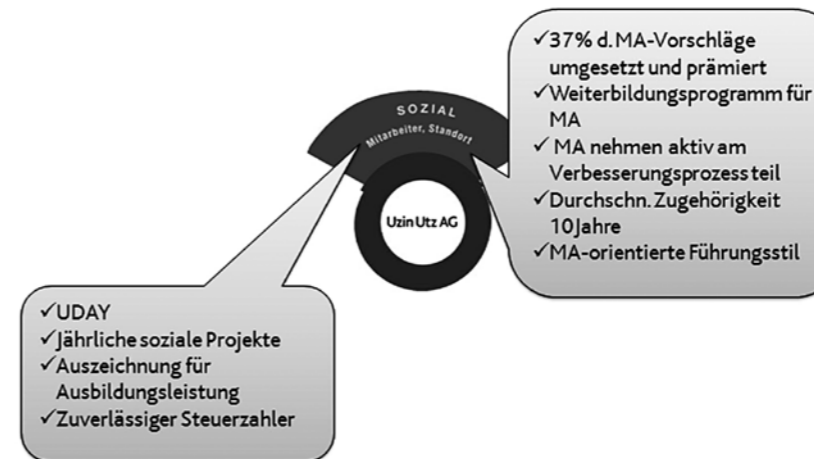 ✓37% d.MA-Vorschläge
umgesetzt und prämiert
✓Weiterbildungsprogramm für
MA
✓ MA nehmen aktiv am
Verbesserungsprozess teil
✓Durchschn. Zugehörigkeit
10Jahre
✓MA-orientierte Führungsstil
SOZIAL
Mitarbeiter, Standort
Uzin Utz AG
✓UDAY
✓Jährliche soziale Projekte
✓Auszeichnung für
Ausbildungsleistung
✓Zuverlässiger Steuerzahler